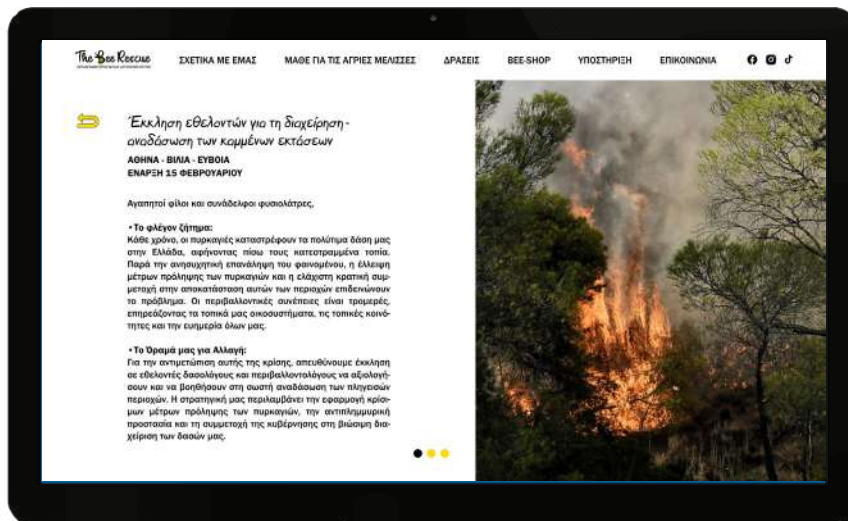 The Bee Rescue
ΣΧΕΤΙΚΑ ΜΕ ΕΜΑΣ
ΜΑΘΕ ΓΙΑ ΤΙΣ ΑΓΡΙΕΣ ΜΕΛΙΣΣΕΣ
ΔΡΑΣΕΙΣ
BEE-SHOP
ΥΠΟΣΤΗΡΙΞΗ
ΕΠΙΚΟΙΝΩΝΙΑ
Έκκληση εθελοντών για τη διαχείρηση -
αναδάσωση των καμμένων εκτάσεων
ΑΘΗΝΑ - ΒΙΛΙΑ - ΕΥΒΟΙΑ
ΕΝΑΡΞΗ 15 ΦΕΒΡΟΥΑΡΙΟΥ
Αγαπητοί φίλοι και συνάδελφοι φυσιολάτρες,
• Το φλέγον ζήτημα:
Κάθε χρόνο, οι πυρκαγιές καταστρέφουν τα πολύτιμα δάση μας
στην Ελλάδα, αφήνοντας πίσω τους κατεστραμμένα τοπία.
Παρά την ανησυχητική επανάληψη του φαινομένου, η έλλειψη
μέτρων πρόληψης των πυρκαγιών και η ελάχιστη κρατική συμ-
μετοχή στην αποκατάσταση αυτών των περιοχών επιδεινώνουν
το πρόβλημα. Οι περιβαλλοντικές συνέπειες είναι τρομερές,
επηρεάζοντας τα τοπικά μας οικοσυστήματα, τις τοπικές κοινό-
τητες και την ευημερία όλων μας.
• Το Όραμά μας για Αλλαγή:
Για την αντιμετώπιση αυτής της κρίσης, απευθύνουμε έκκληση
σε εθελοντές δασολόγους και περιβαλλοντολόγους να αξιολογή-
σουν και να βοηθήσουν στη σωστή αναδάσωση των πληγεισών
περιοχών. Η στρατηγική μας περιλαμβάνει την εφαρμογή κρίσι-
μων μέτρων πρόληψης των πυρκαγιών, την αντιπλημμυρική
προστασία και τη συμμετοχή της κυβέρνησης στη βιώσιμη δια-
χείριση των δασών μας.